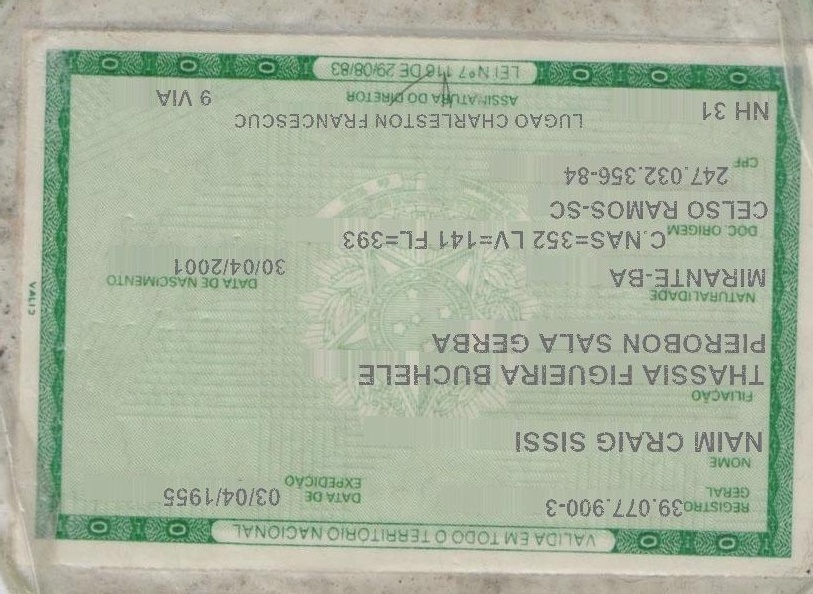 VALIDA EM TODO O TERRITÓRIO NACIONAL
REGISTRO GERAL 39.077.900-3 DATA DE EXPEDIÇÃO 03/04/1955
NOME
NAIM CRAIG SISSI
FILIAÇÃO
THASSIA FIGUEIRA BUCHELE
PIEROBON SALA GERBA
NATURALIDADE DATA DE NASCIMENTO
MIRANTE-BA 30/04/2001
DOC. ORIGEM C.NAS=352 LV=141 FL=393
CELSO RAMOS-SC
CPF 247.032.356-84
LUGAO CHARLESTON FRANCESCUC
NH 31 ASSINATURA DO DIRETOR 9 VIA
LEI Nº 7.116 DE 29/08/83